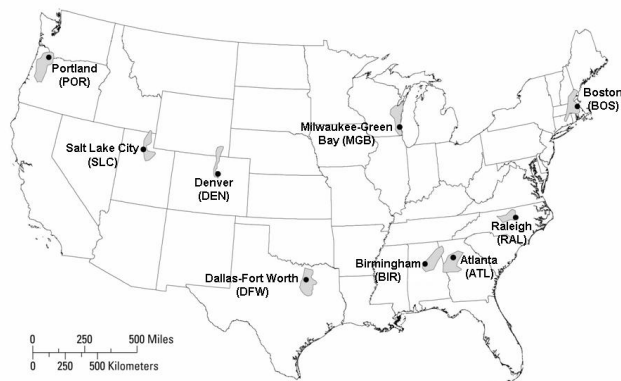 Portland
(POR)
Boston
(BOS)
Milwaukee-Green
Bay (MGB)
Salt Lake City
(SLC)
Denver
(DEN)
Raleigh
(RAL)
Birmingham
(BIR)
Atlanta
(ATL)
Dallas-Fort Worth
(DFW)
0 250 500 Miles
0 250 500 Kilometers